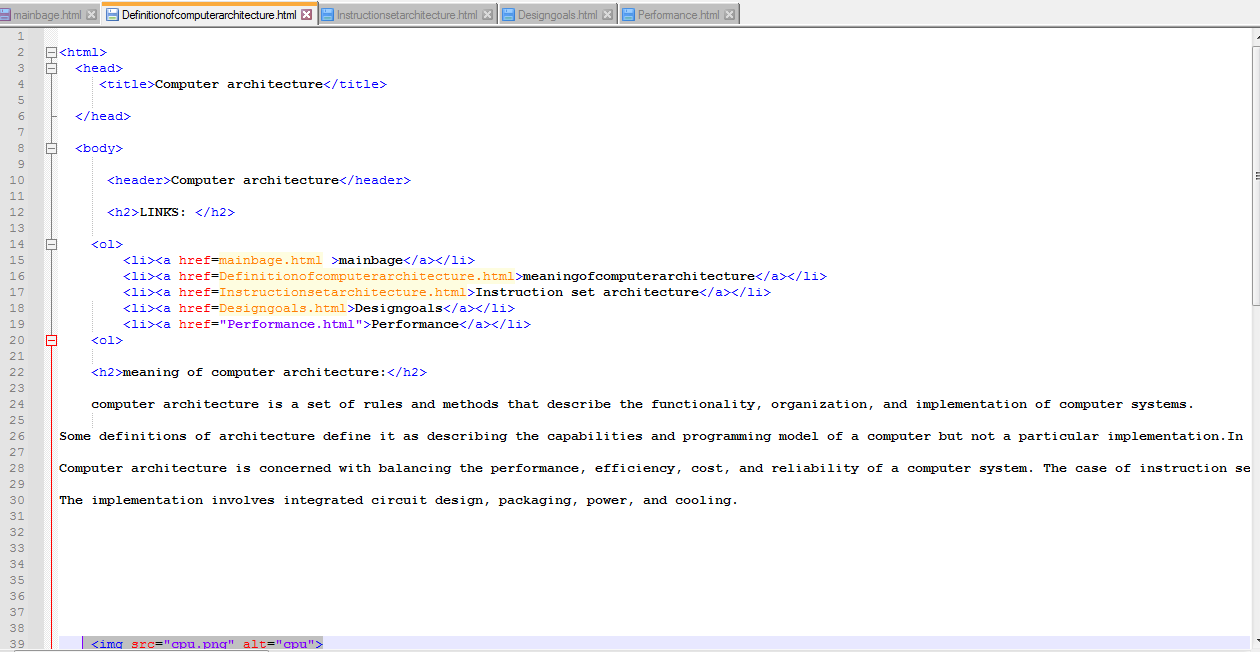 mainbage.html Definitionofcomputerarchitecture.html Instructionsetarchitecture.html Designgoals.html Performance.html
1
2 <html>
3 <head>
4 <title>Computer architecture</title>
5
6 </head>
7
8 <body>
9
10 <header>Computer architecture</header>
11
12 <h2>LINKS: </h2>
13
14 <ol>
15 <li><a href=mainbage.html >mainbage</a></li>
16 <li><a href=Definitionofcomputerarchitecture.html>meaningofcomputerarchitecture</a></li>
17 <li><a href=Instructionsetarchitecture.html>Instruction set architecture</a></li>
18 <li><a href=Designgoals.html>Designgoals</a></li>
19 <li><a href="Performance.html">Performance</a></li>
20 <ol>
21
22 <h2>meaning of computer architecture:</h2>
23
24 computer architecture is a set of rules and methods that describe the functionality, organization, and implementation of computer systems.
25
26 Some definitions of architecture define it as describing the capabilities and programming model of a computer but not a particular implementation.In
27
28 Computer architecture is concerned with balancing the performance, efficiency, cost, and reliability of a computer system. The case of instruction se
29
30 The implementation involves integrated circuit design, packaging, power, and cooling.
31
32
33
34
35
36
37
38
39 <img src="cpu.png" alt="cpu">